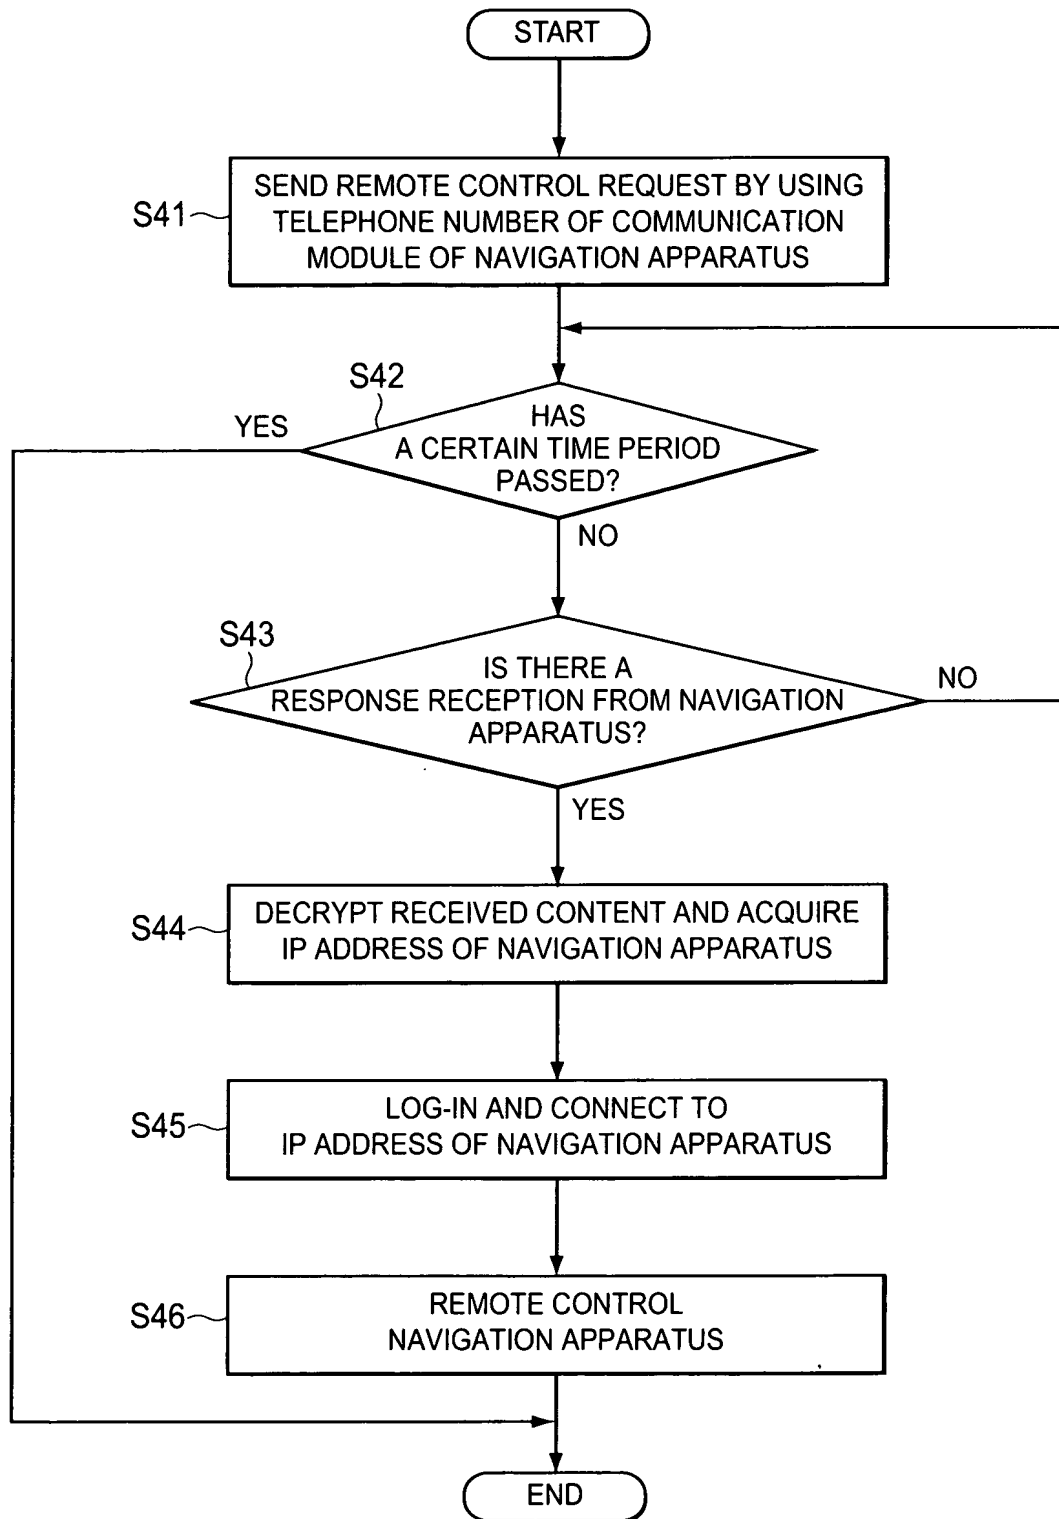 START
S41
SEND REMOTE CONTROL REQUEST BY USING
TELEPHONE NUMBER OF COMMUNICATION
MODULE OF NAVIGATION APPARATUS
S42
YES
HAS
A CERTAIN TIME PERIOD
PASSED?
NO
S43
IS THERE A
RESPONSE RECEPTION FROM NAVIGATION
APPARATUS?
NO
YES
S44
DECRYPT RECEIVED CONTENT AND ACQUIRE
IP ADDRESS OF NAVIGATION APPARATUS
S45
LOG-IN AND CONNECT TO
IP ADDRESS OF NAVIGATION APPARATUS
S46
REMOTE CONTROL
NAVIGATION APPARATUS
END